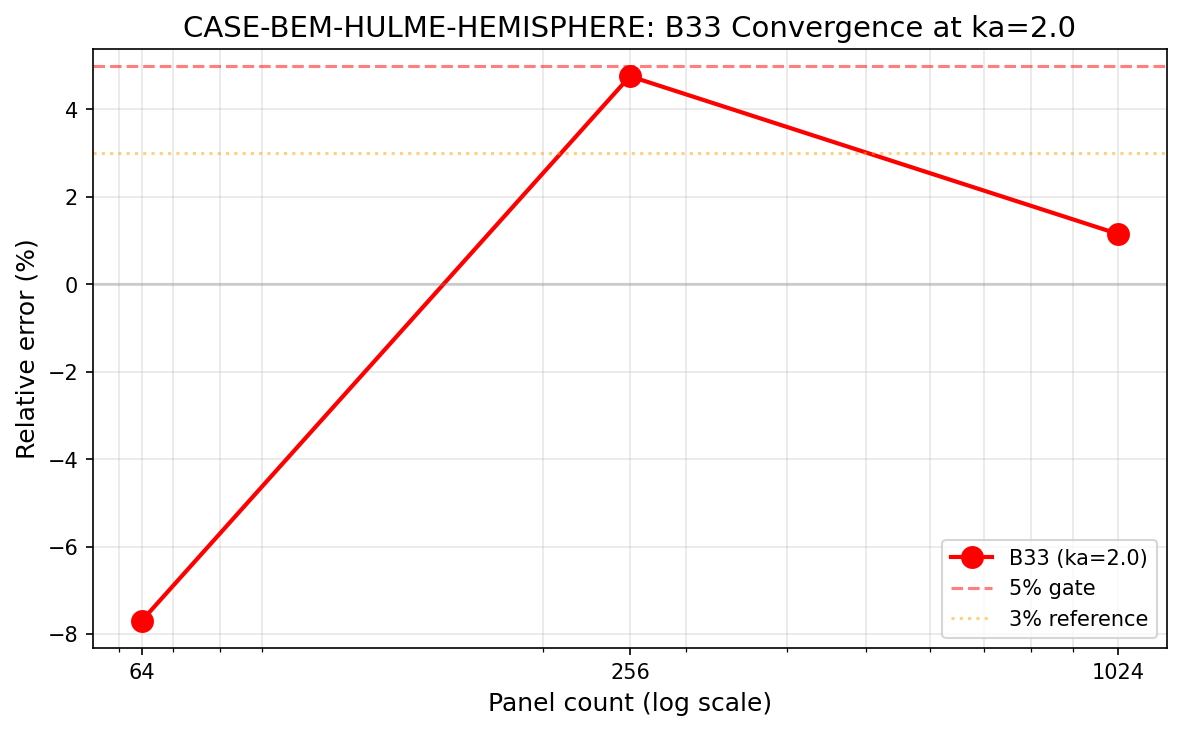 CASE-BEM-HULME-HEMISPHERE: B33 Convergence at ka=2.0
Relative error (%)
4
2
0
−2
−4
−6
−8
B33 (ka=2.0)
5% gate
3% reference
64
256
1024
Panel count (log scale)